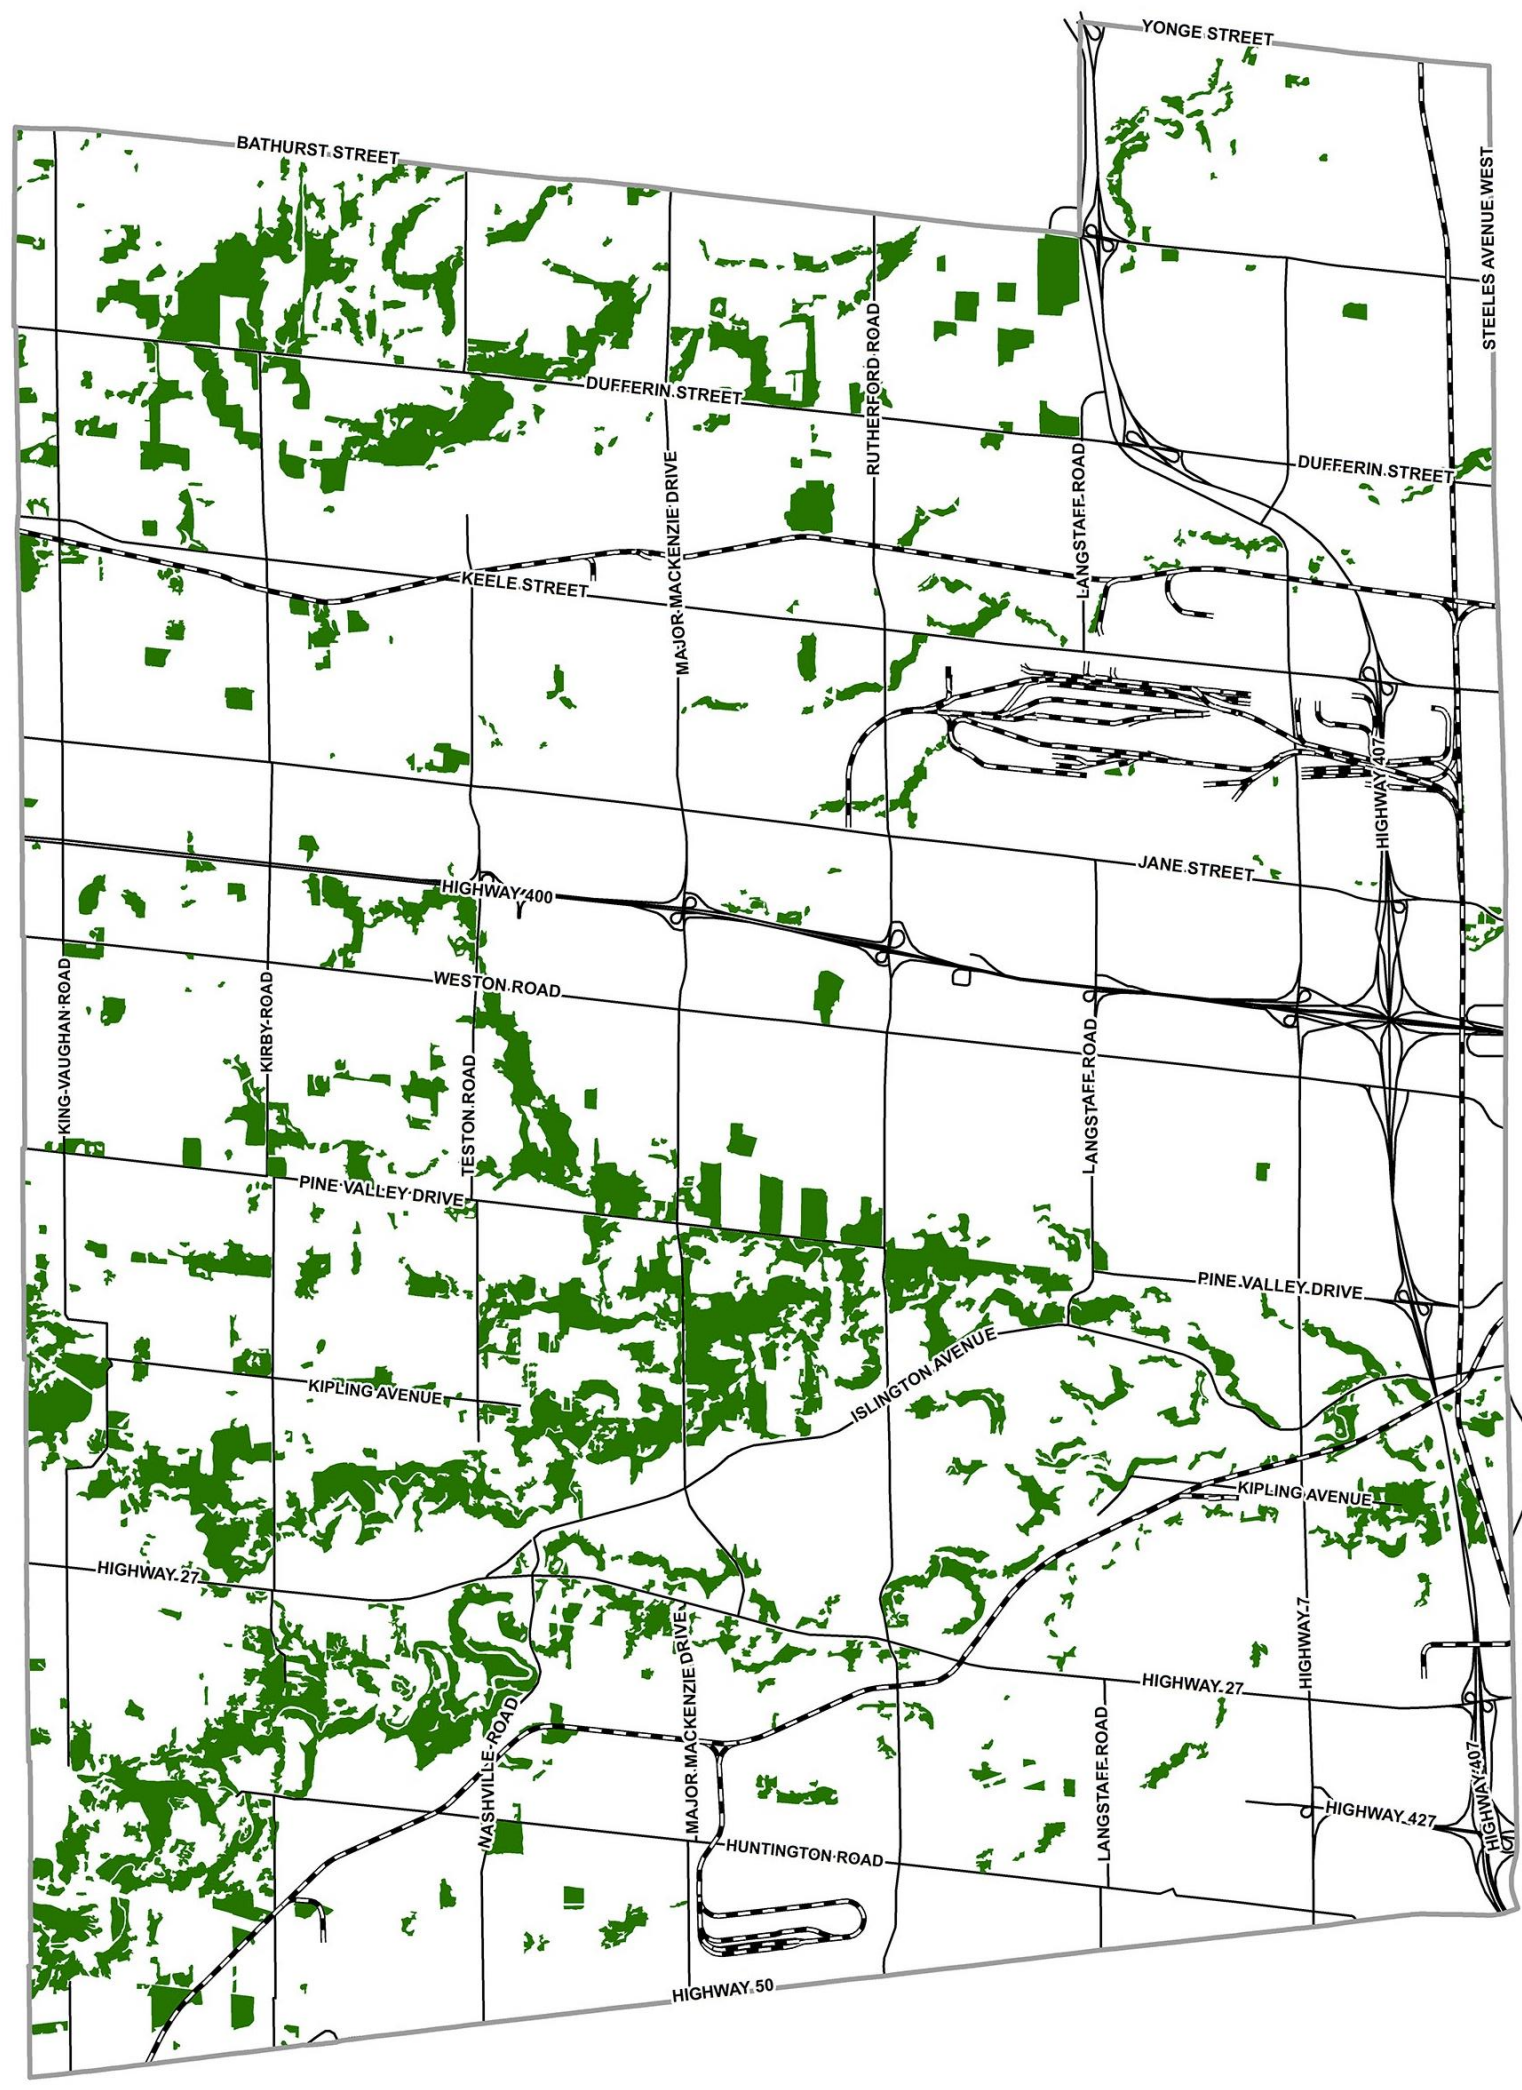 YONGE STREET
BATHURST STREET
STEELES AVENUE WEST
RUTHERFORD ROAD
DUFFERIN STREET
DUFFERIN STREET
MAJOR MACKENZIE DRIVE
LANGSTAFF ROAD
KEELE STREET
HIGHWAY 407
JANE STREET
HIGHWAY 400
WESTON ROAD
KING-VAUGHAN ROAD
KIRBY ROAD
TESTON ROAD
LANGSTAFF ROAD
PINE VALLEY DRIVE
PINE VALLEY DRIVE
ISLINGTON AVENUE
KIPLING AVENUE
KIPLING AVENUE
HIGHWAY 27
HIGHWAY 7
MAJOR MACKENZIE DRIVE
HIGHWAY 27
NASHVILLE ROAD
LANGSTAFF ROAD
HIGHWAY 407
HIGHWAY 427
HUNTINGTON ROAD
HIGHWAY 50